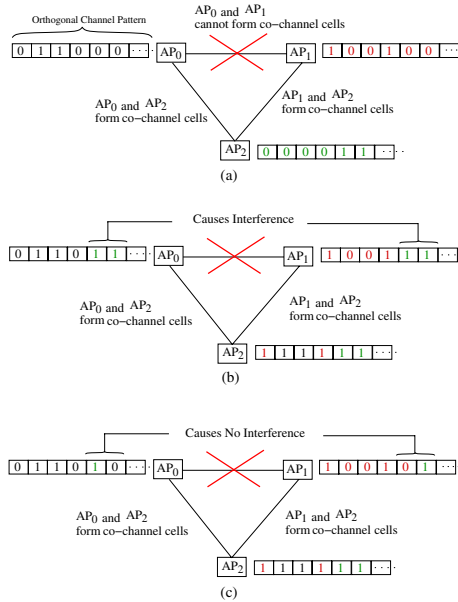 AP0 and AP1
cannot form co-channel cells
Orthogonal Channel Pattern
0 1 1 0 0 0 ····· AP0 AP1 1 0 0 1 0 0 ·····
AP0 and AP2
form co-channel cells
AP1 and AP2
form co-channel cells
AP2 0 0 0 0 1 1 ·····
(a)
Causes Interference
0 1 1 0 1 1 ····· AP0 AP1 1 0 0 1 1 1 ·····
AP0 and AP2
form co-channel cells
AP1 and AP2
form co-channel cells
AP2 1 1 1 1 1 1 ·····
(b)
Causes No Interference
0 1 1 0 1 0 ····· AP0 AP1 1 0 0 1 0 1 ·····
AP0 and AP2
form co-channel cells
AP1 and AP2
form co-channel cells
AP2 1 1 1 1 1 1 ·····
(c)